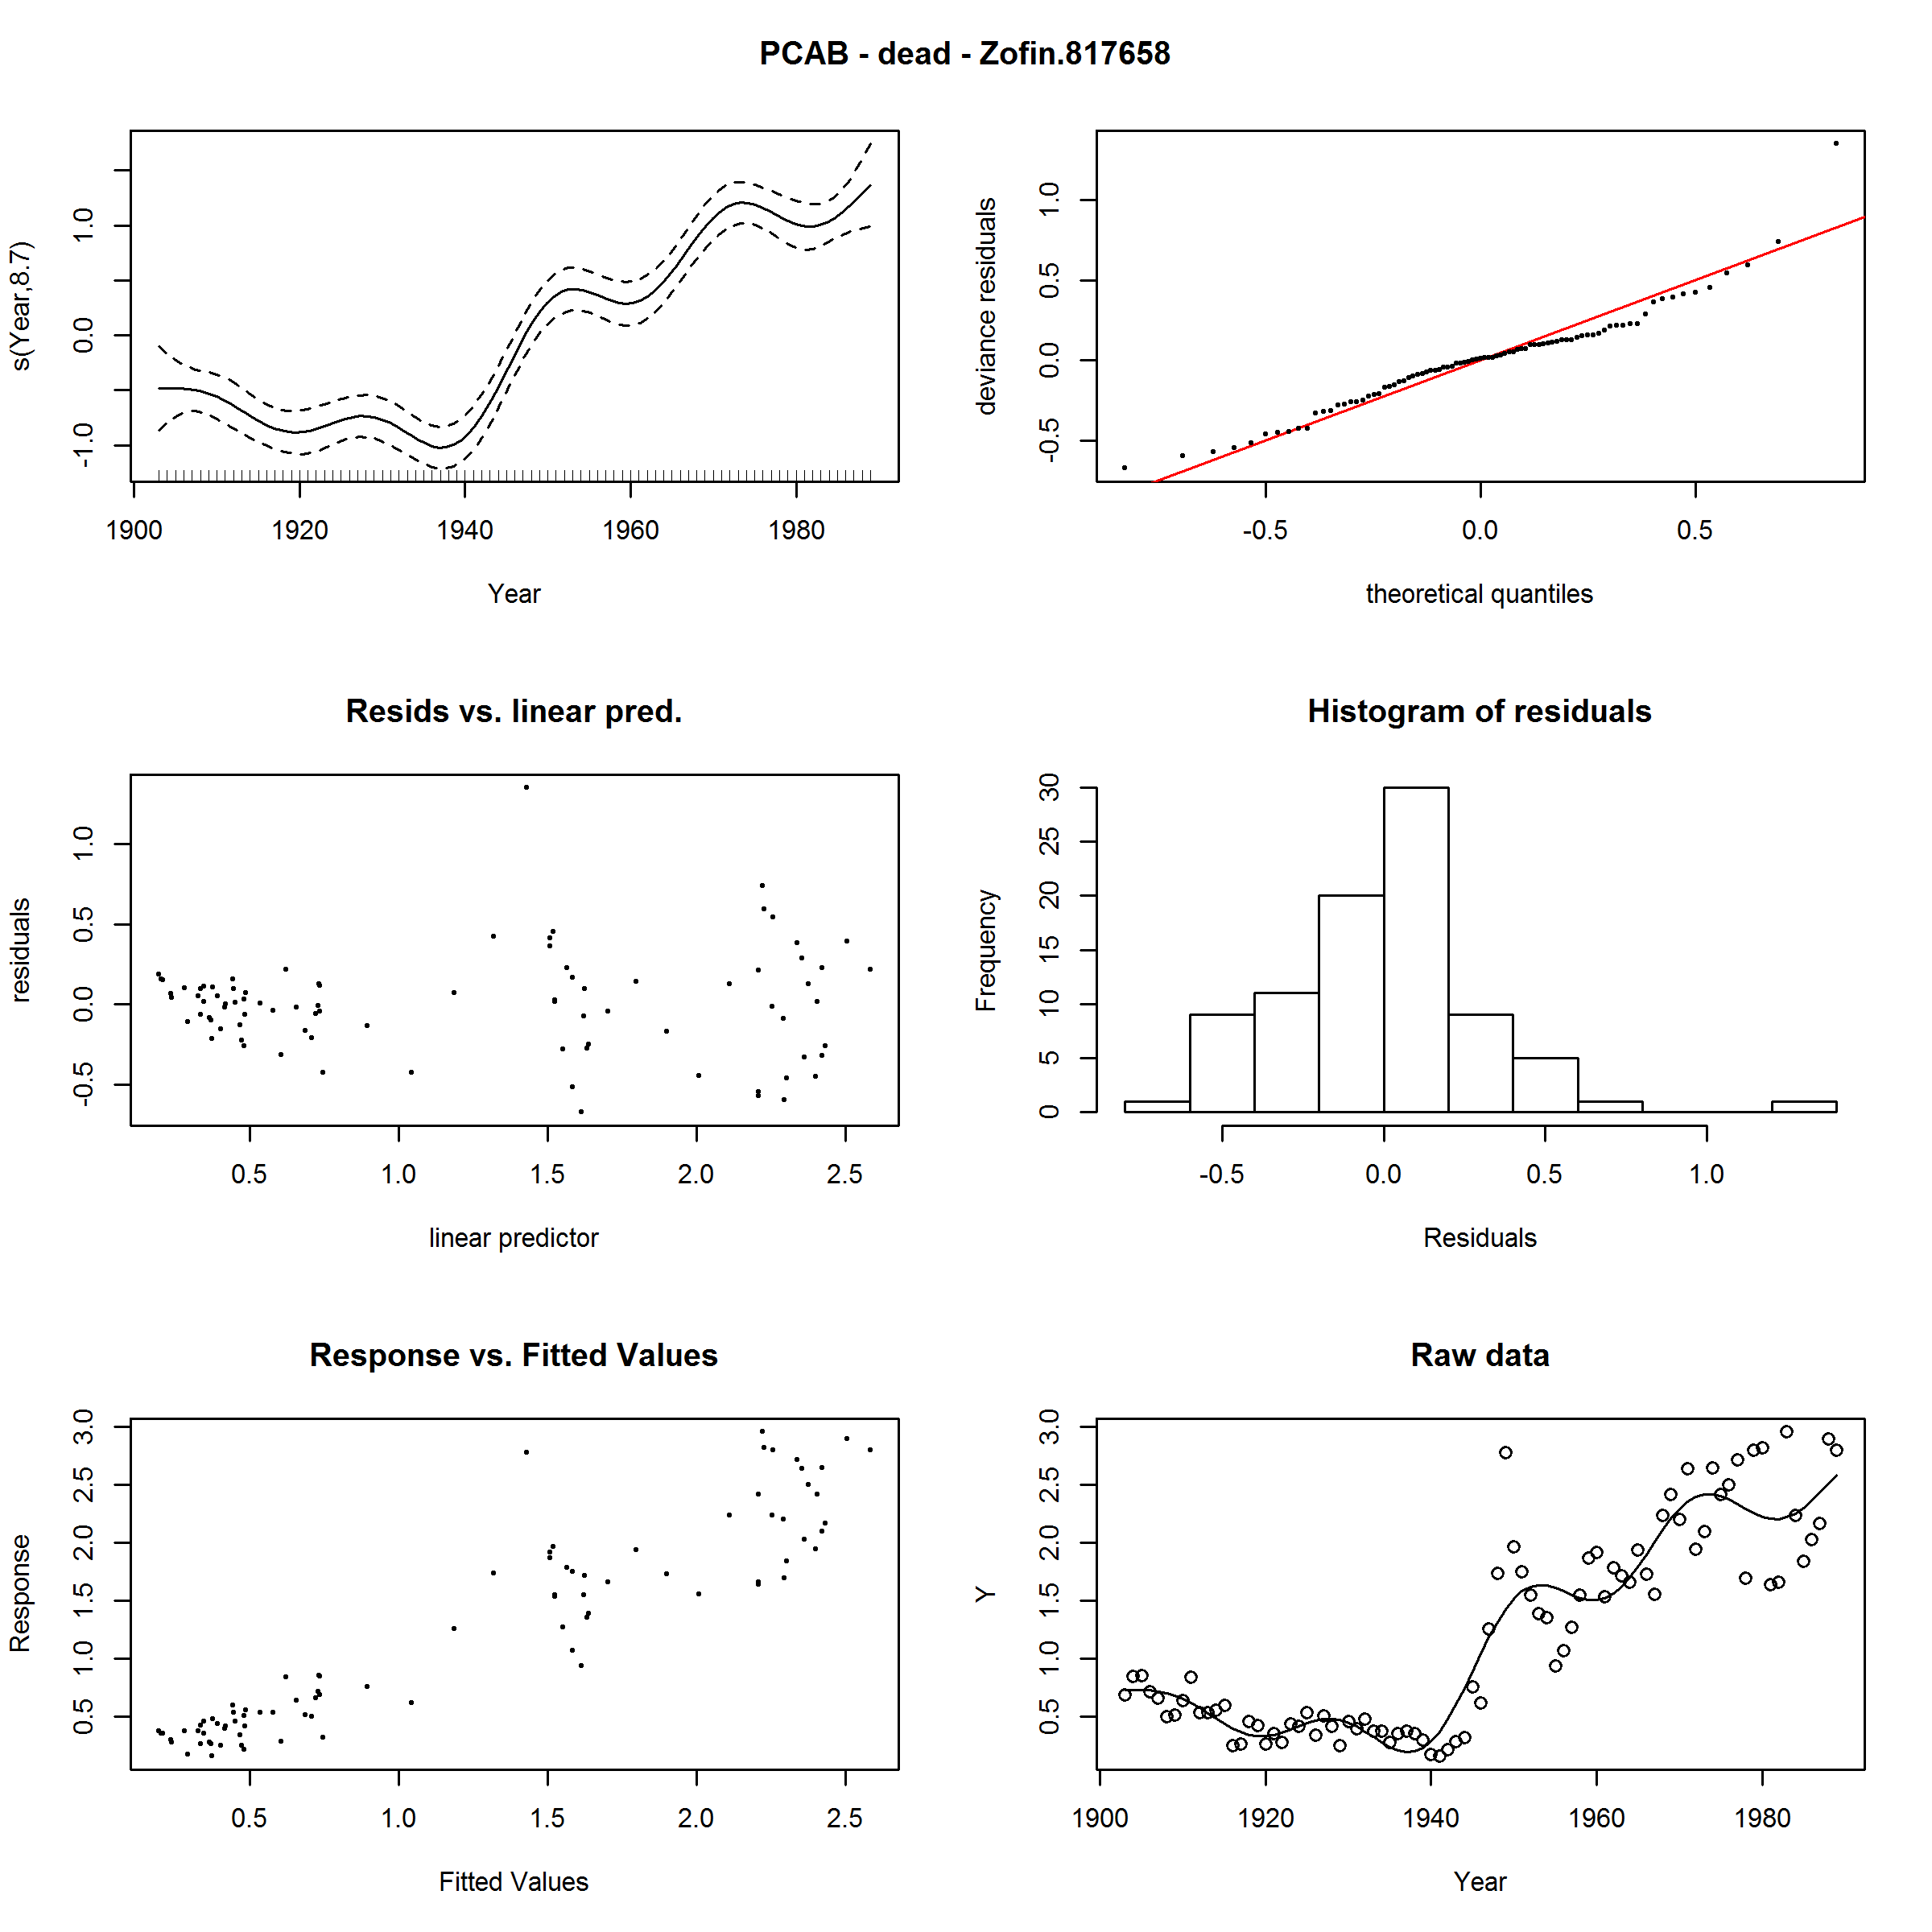 PCAB - dead - Zofin.817658
s(Year,8.7)
-1.0 0.0 1.0
1900 1920 1940 1960 1980
Year
deviance residuals
-0.5 0.0 0.5 1.0
-0.5 0.0 0.5
theoretical quantiles
Resids vs. linear pred.
residuals
-0.5 0.0 0.5 1.0
0.5 1.0 1.5 2.0 2.5
linear predictor
Histogram of residuals
Frequency
0 5 10 15 20 25 30
-0.5 0.0 0.5 1.0
Residuals
Response vs. Fitted Values
Response
0.5 1.0 1.5 2.0 2.5 3.0
0.5 1.0 1.5 2.0 2.5
Fitted Values
Raw data
Y
0.5 1.0 1.5 2.0 2.5 3.0
1900 1920 1940 1960 1980
Year